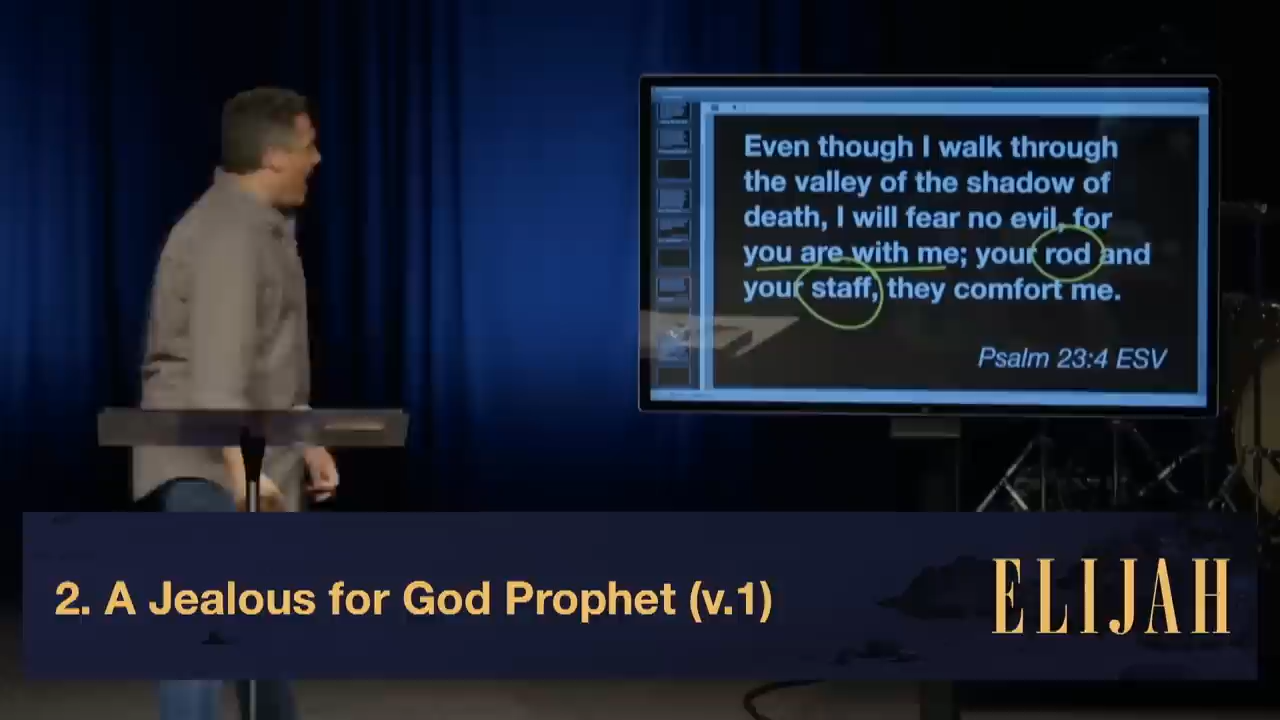 Even though I walk through
the valley of the shadow of
death, I will fear no evil, for
you are with me; your rod and
your staff, they comfort me.
Psalm 23:4 ESV
2. A Jealous for God Prophet (v.1)
ELIJAH